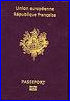 Union européenne
République française
PASSEPORT